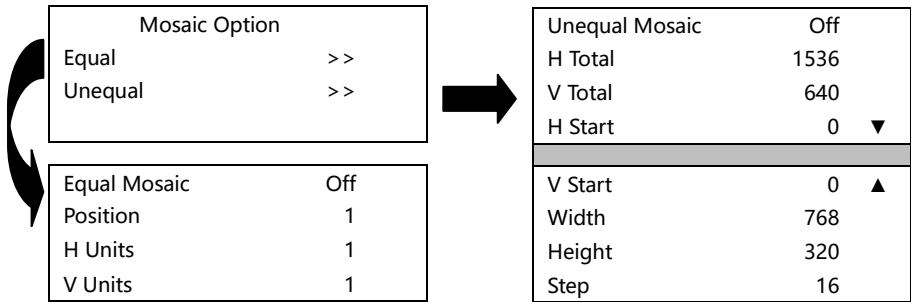 Mosaic Option
Equal >>
Unequal >>
Equal Mosaic Off
Position 1
H Units 1
V Units 1
Unequal Mosaic Off
H Total 1536
V Total 640
H Start 0 ▼
V Start 0 ▲
Width 768
Height 320
Step 16